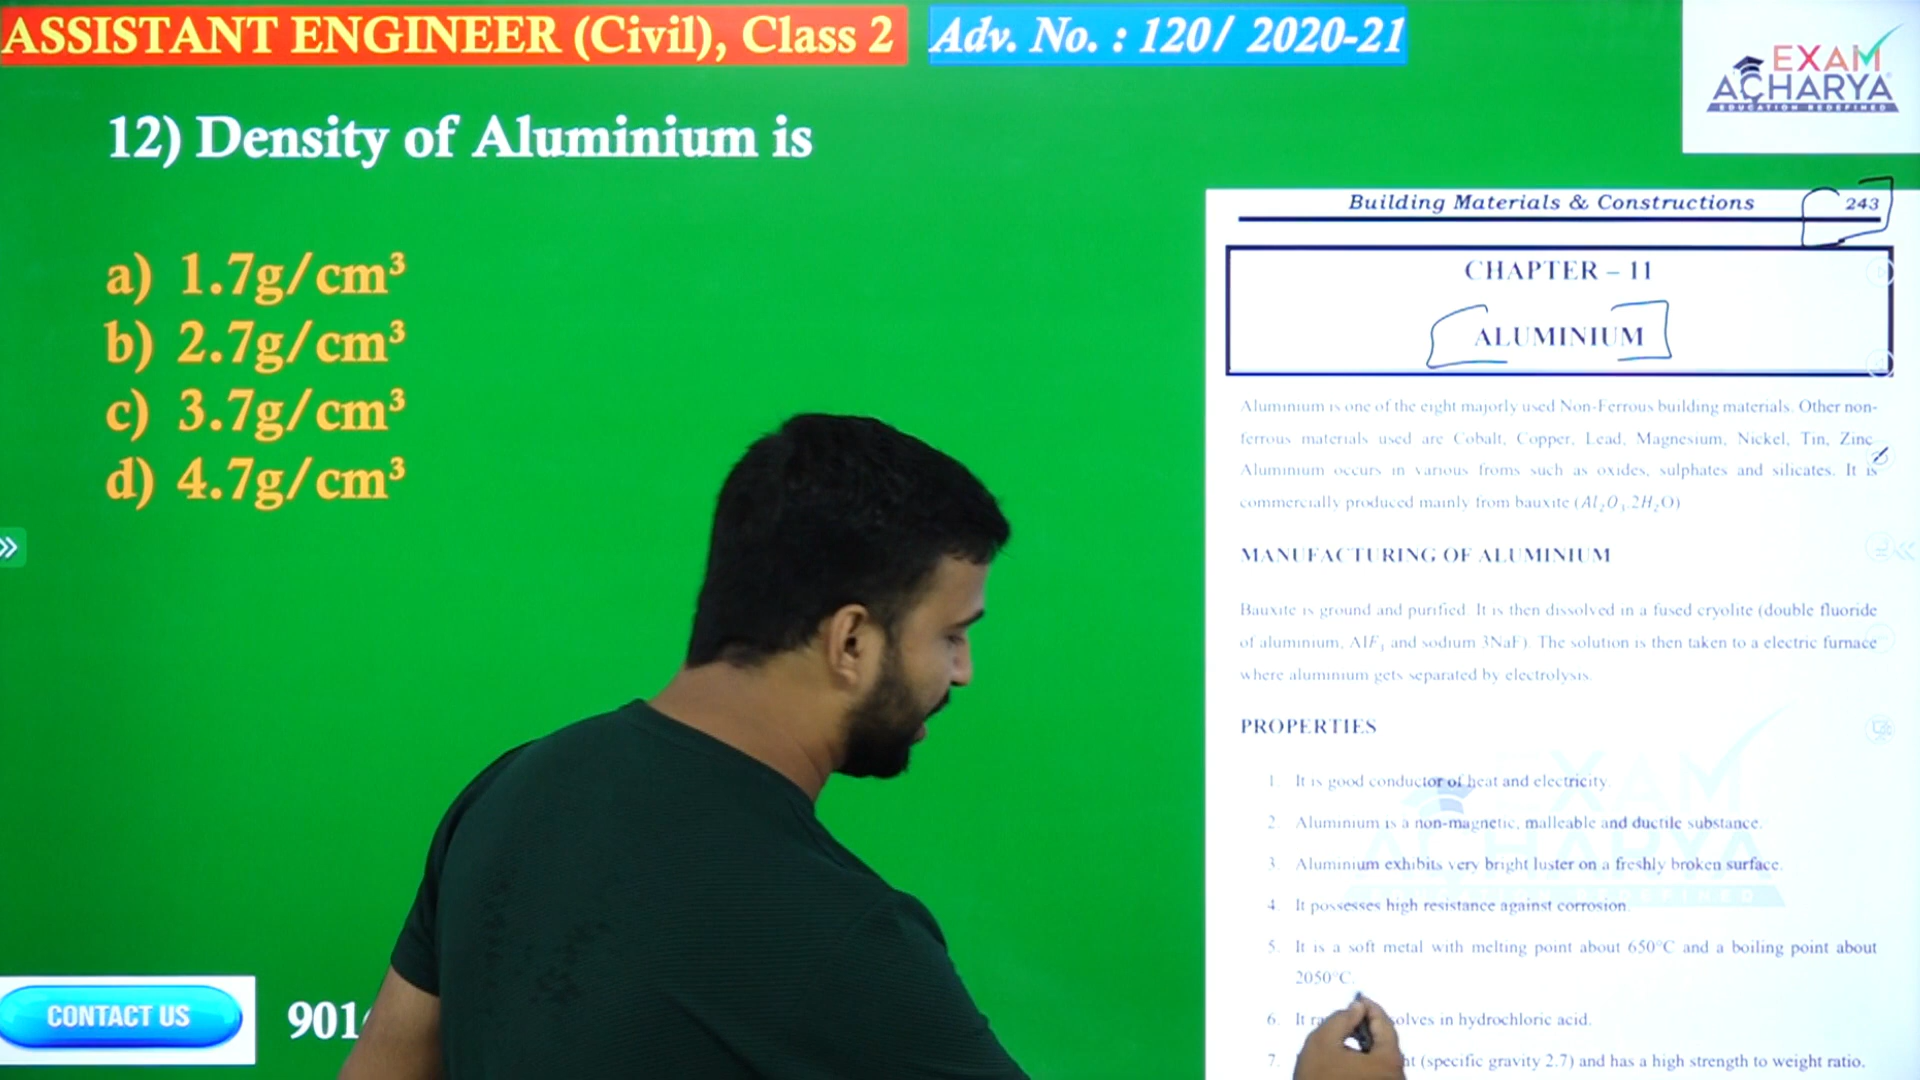 ASSISTANT ENGINEER (Civil), Class 2
Adv. No. : 120/ 2020-21
EXAM
ACHARYA
EDUCATION REDEFINED
12) Density of Aluminium is
a) 1.7g/cm³
b) 2.7g/cm³
c) 3.7g/cm³
d) 4.7g/cm³
Building Materials & Constructions 243
CHAPTER – 11
ALUMINIUM
Aluminium is one of the eight majorly used Non-Ferrous building materials. Other non-
ferrous materials used are Cobalt, Copper, Lead, Magnesium, Nickel, Tin, Zinc
Aluminium occurs in various froms such as oxides, sulphates and silicates. It is
commercially produced mainly from bauxite (Al₂O₃.2H₂O)
MANUFACTURING OF ALUMINIUM
Bauxite is ground and purified. It is then dissolved in a fused cryolite (double fluoride
of aluminium, AlF₃ and sodium 3NaF). The solution is then taken to a electric furnace
where aluminium gets separated by electrolysis.
PROPERTIES
1. It is good conductor of heat and electricity.
2. Aluminium is a non-magnetic, malleable and ductile substance.
3. Aluminium exhibits very bright luster on a freshly broken surface.
4. It possesses high resistance against corrosion.
5. It is a soft metal with melting point about 650°C and a boiling point about
2050°C.
6. It in hydrochloric acid.
7. (specific gravity 2.7) and has a high strength to weight ratio.
EXAM
ACHARYA
EDUCATION REDEFINED
CONTACT US
901